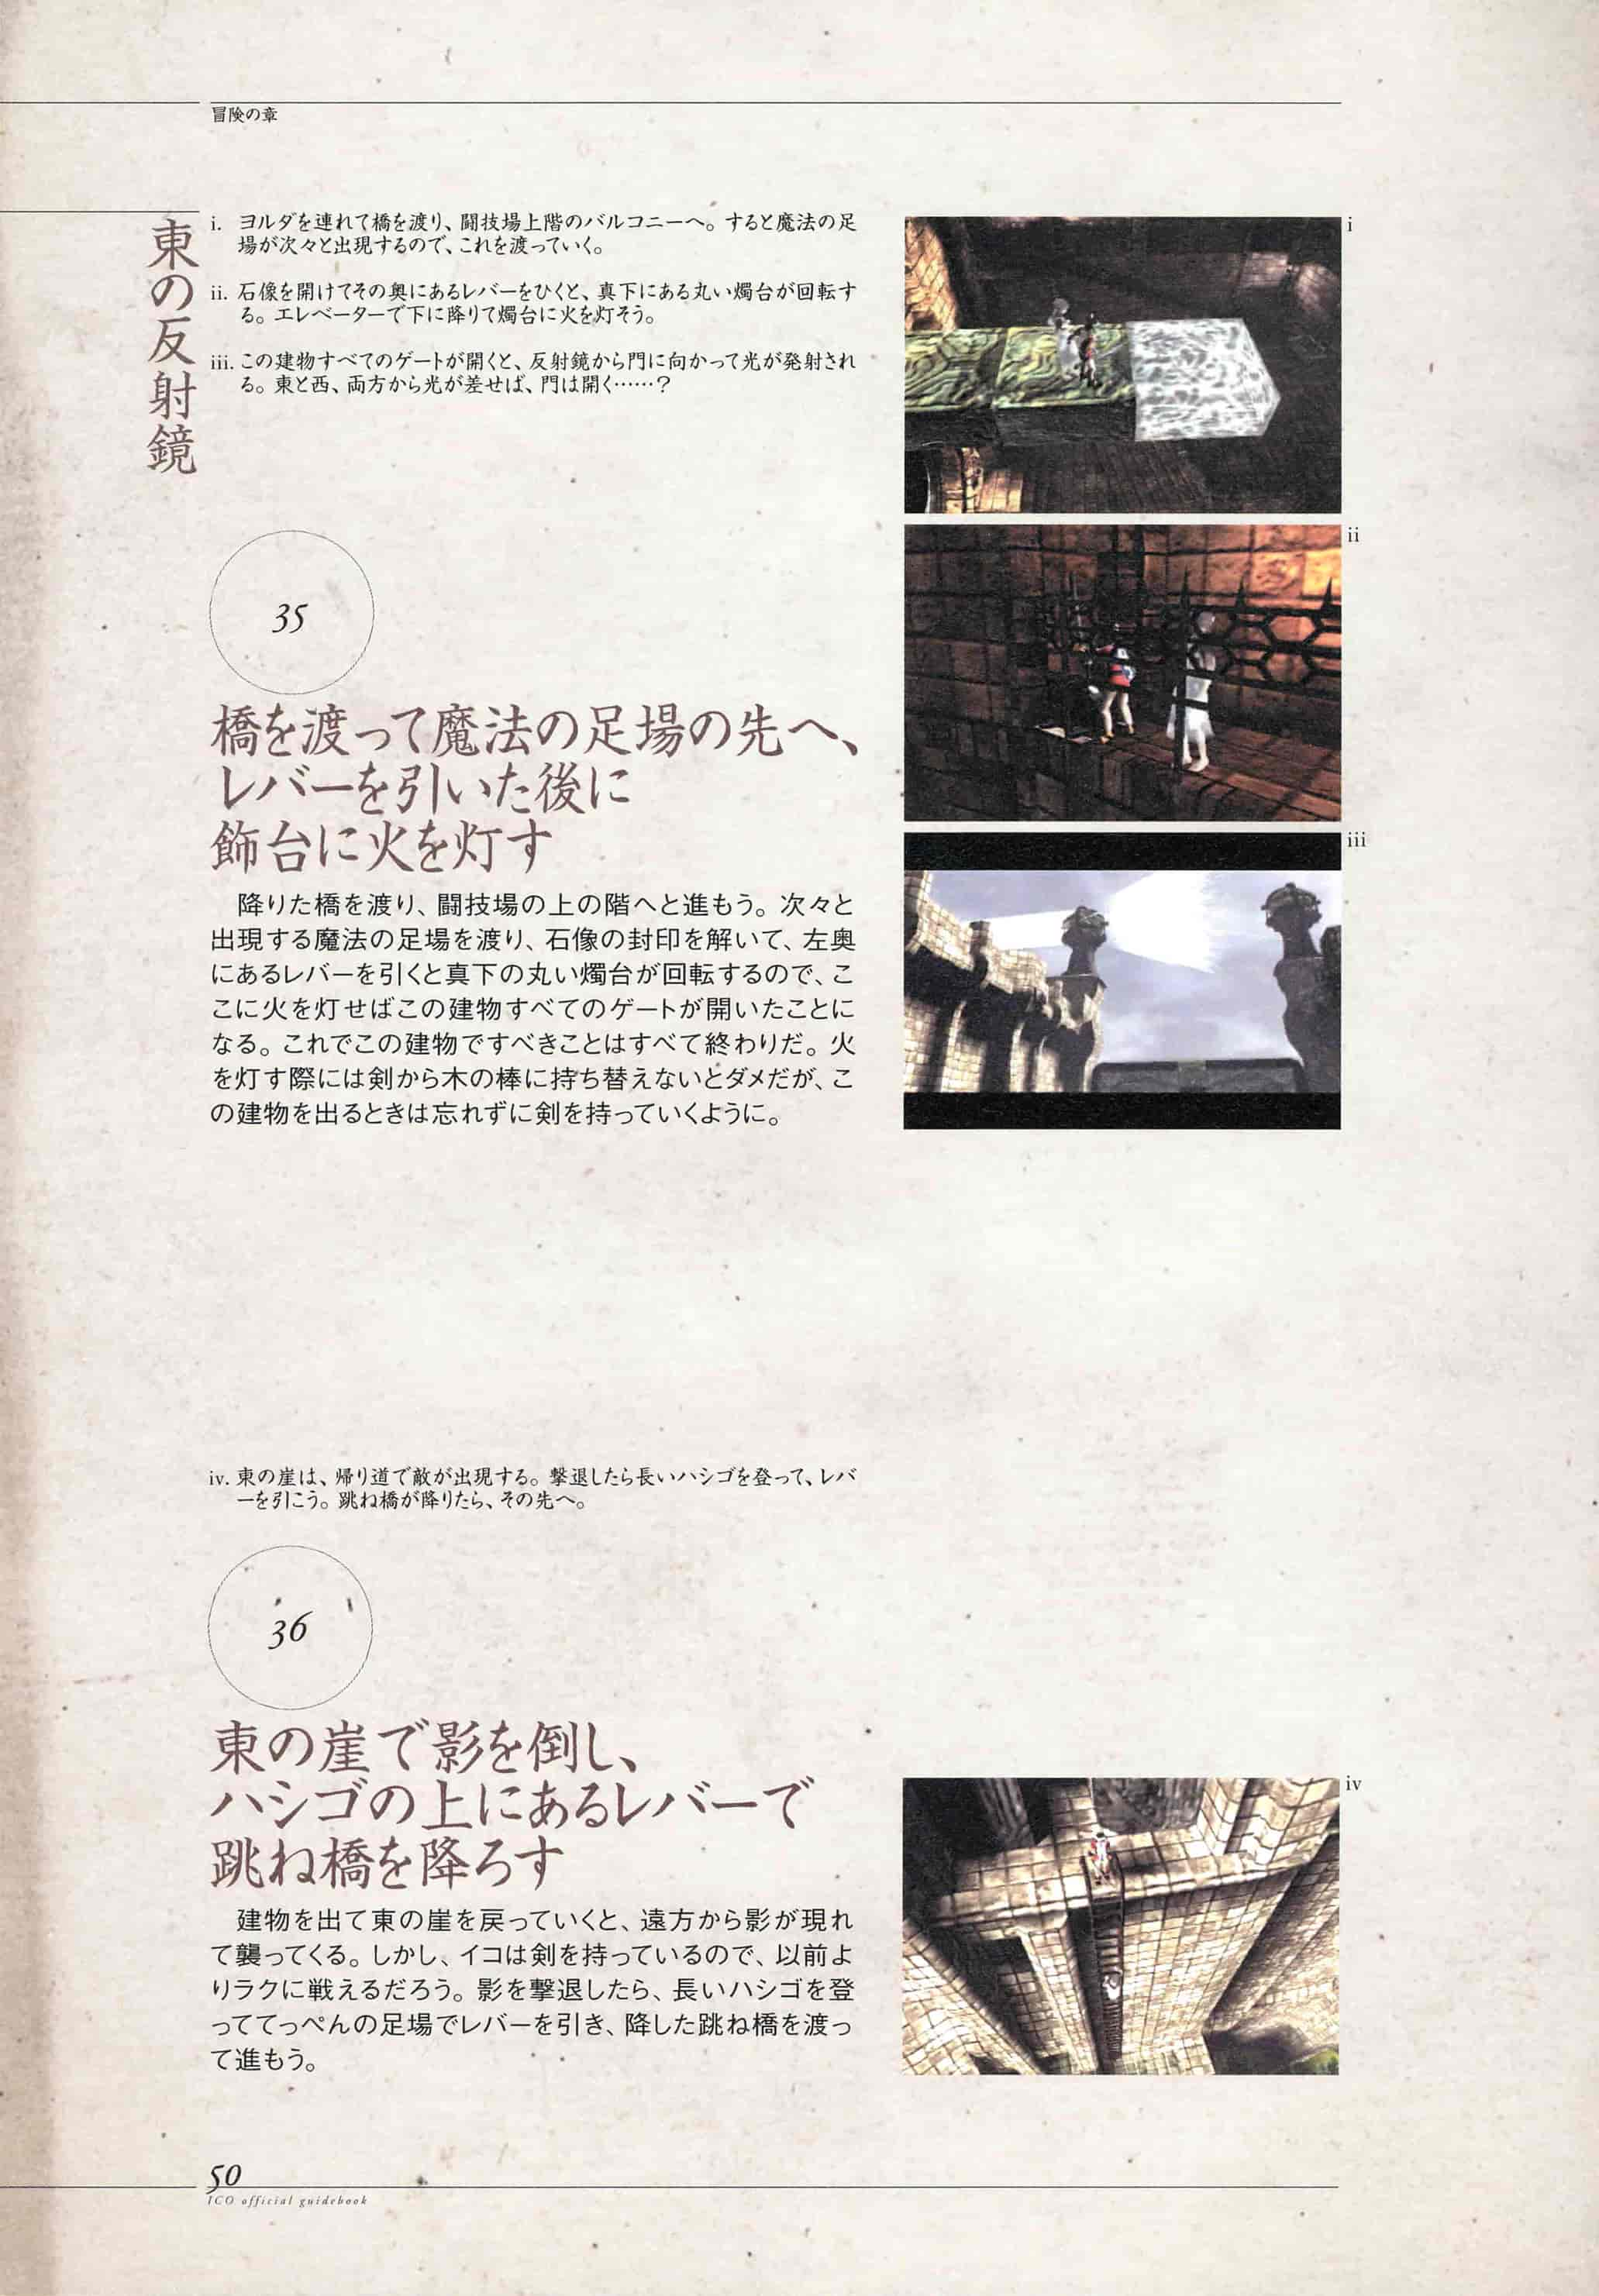 冒険の章
東の反射鏡
i. ヨルダを連れて橋を渡り、闘技場上階のバルコニーへ。すると魔法の足
場が次々と出現するので、これを渡っていく。
ii. 石像を開けてその奥にあるレバーをひくと、真下にある丸い燭台が回転す
る。エレベーターで下に降りて燭台に火を灯そう。
iii. この建物すべてのゲートが開くと、反射鏡から門に向かって光が発射され
る。東と西、両方から光が差せば、門は開く……?
i
ii
iii
35
橋を渡って魔法の足場の先へ、
レバーを引いた後に
飾台に火を灯す
降りた橋を渡り、闘技場の上の階へと進もう。次々と
出現する魔法の足場を渡り、石像の封印を解いて、左奥
にあるレバーを引くと真下の丸い燭台が回転するので、こ
こに火を灯せばこの建物すべてのゲートが開いたことに
なる。これでこの建物ですべきことはすべて終わりだ。火
を灯す際には剣から木の棒に持ち替えないとダメだが、こ
の建物を出るときは忘れずに剣を持っていくように。
iv. 東の崖は、帰り道で敵が出現する。撃退したら長いハシゴを登って、レバ
ーを引こう。跳ね橋が降りたら、その先へ。
36
東の崖で影を倒し、
ハシゴの上にあるレバーで
跳ね橋を降ろす
建物を出て東の崖を戻っていくと、遠方から影が現れ
て襲ってくる。しかし、イコは剣を持っているので、以前よ
りラクに戦えるだろう。影を撃退したら、長いハシゴを登
っててっぺんの足場でレバーを引き、降した跳ね橋を渡っ
て進もう。
iv
50
ICO official guidebook